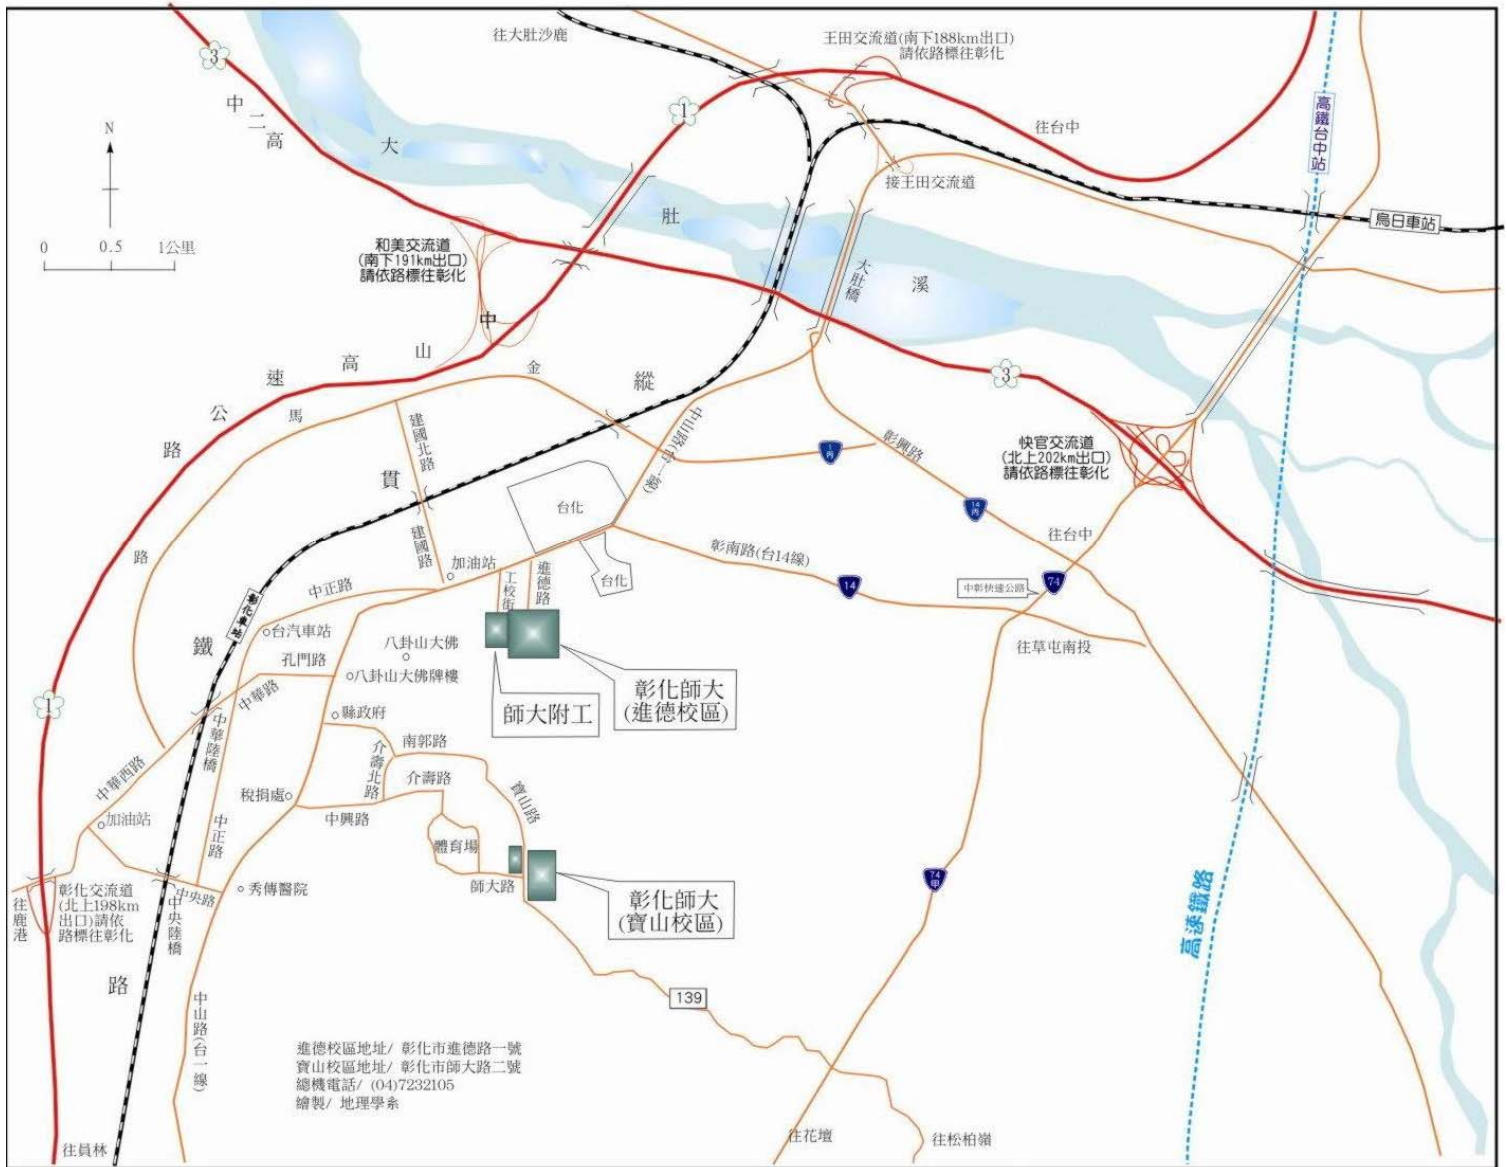 往大肚沙鹿
王田交流道(南下188km出口)
請依路標往彰化
3
中二高
1
往台中
高鐵台中站
N
大
肚
溪
接王田交流道
烏日車站
0 0.5 1公里
和美交流道
(南下191km出口)
請依路標往彰化
大肚橋
中
山
高
速
公
路
金
馬
路
縱
貫
鐵
路
3
建國北路
中山路(台一線)
彰興路
1丙
快官交流道
(北上202km出口)
請依路標往彰化
台化
14丙
往台中
建國路
加油站
彰南路(台14線)
工校街
進德路
台化
14
中彰快速公路
74
中正路
彰化車站
台汽車站
八卦山大佛
孔門路
八卦山大佛牌樓
往草屯南投
中華路
師大附工
彰化師大
(進德校區)
1
縣政府
中華陸橋
南郭路
介壽北路
介壽路
寶山路
中華西路
稅捐處
中興路
加油站
中正路
體育場
師大路
彰化師大
(寶山校區)
74甲
彰化交流道
(北上198km
出口)請依
路標往彰化
往鹿港
中央路
中央陸橋
秀傳醫院
高速鐵路
139
中山路(台一線)
進德校區地址/ 彰化市進德路一號
寶山校區地址/ 彰化市師大路二號
總機電話/ (04)7232105
繪製/ 地理學系
往員林
往花壇
往松柏嶺